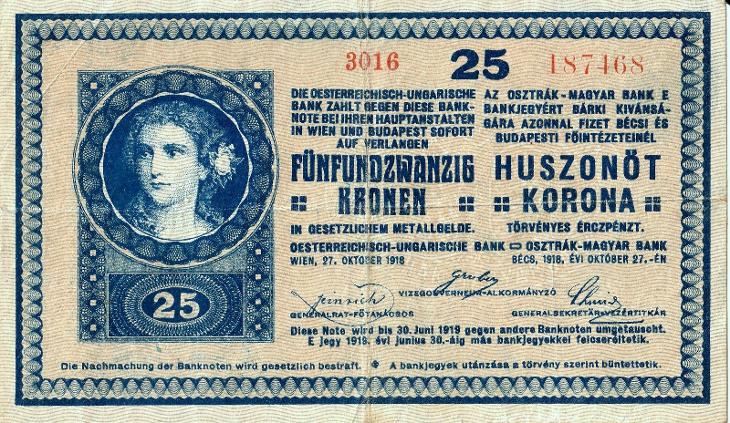 3016 25 187468
DIE OESTERREICHISCH-UNGARISCHE
BANK ZAHLT GEGEN DIESE BANK-
NOTE BEI IHREN HAUPTANSTALTEN
IN WIEN UND BUDAPEST SOFORT
AUF VERLANGEN
FÜNFUNDZWANZIG
KRONEN
IN GESETZLICHEM METALLGELDE.
OESTERREICHISCH-UNGARISCHE BANK
WIEN, 27. OKTOBER 1918
AZ OSZTRÁK-MAGYAR BANK E
BANKJEGYÉRT BÁRKI KIVÁNSÁ-
SÁRA AZONNAL FIZET BÉCSI ÉS
BUDAPESTI FŐINTÉZETEINÉL
HUSZONÖT
KORONA
TÖRVÉNYES ÉRCZPÉNZT.
OSZTRÁK-MAGYAR BANK
BÉCS, 1918. ÉVI OKTÓBER 27.-ÉN
25
Gruber
VIZEGOUVERNEUR-ALKORMÁNYZÓ
GENERALRAT-FŐTANÁCSOS
GENERALSEKRETÄR-VEZÉRTITKÁR
Diese Note wird bis 30. Juni 1919 gegen andere Banknoten umgetauscht.
E jegy 1919. évi junius 30.-áig más bankjegyekkel felcseréltetik.
Die Nachmachung der Banknoten wird gesetzlich bestraft. * A bankjegyek utánzása a törvény szerint büntettetik.